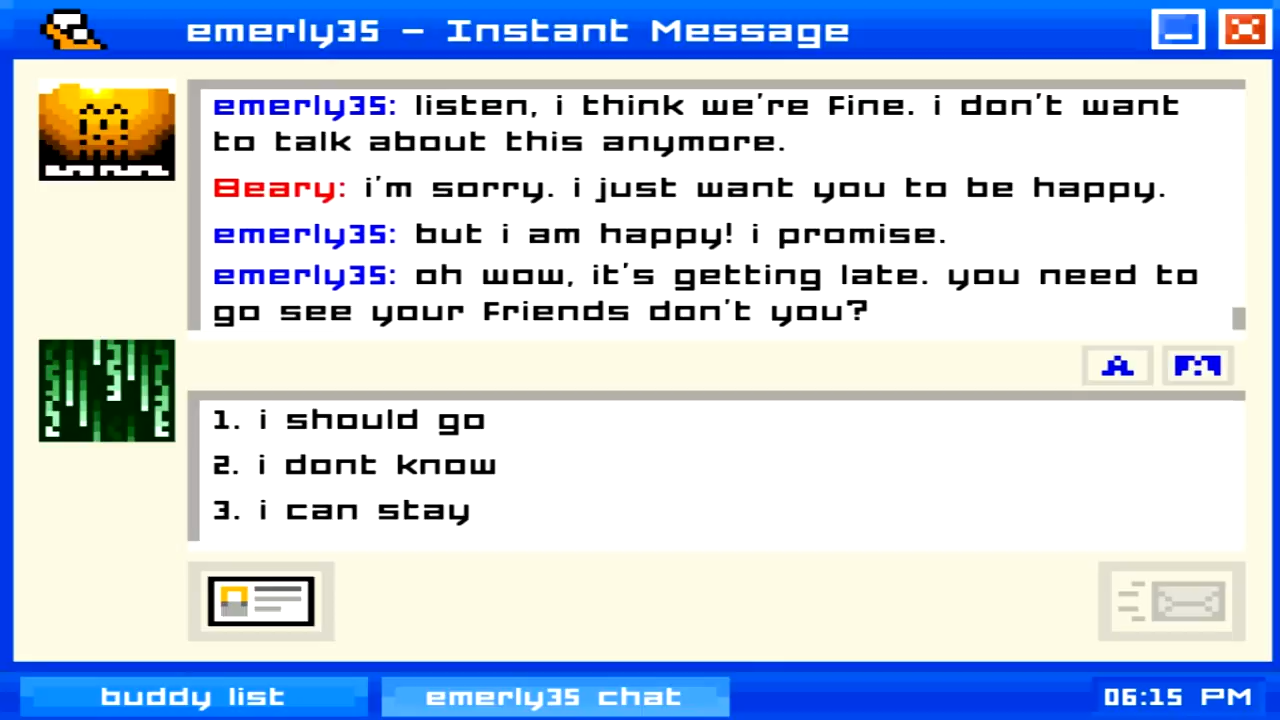 emerly35 - Instant Message
emerly35: listen, i think we're fine. i don't want
to talk about this anymore.
Beary: i'm sorry. i just want you to be happy.
emerly35: but i am happy! i promise.
emerly35: oh wow, it's getting late. you need to
go see your friends don't you?
A
1. i should go
2. i dont know
3. i can stay
buddy list
emerly35 chat
06:15 PM